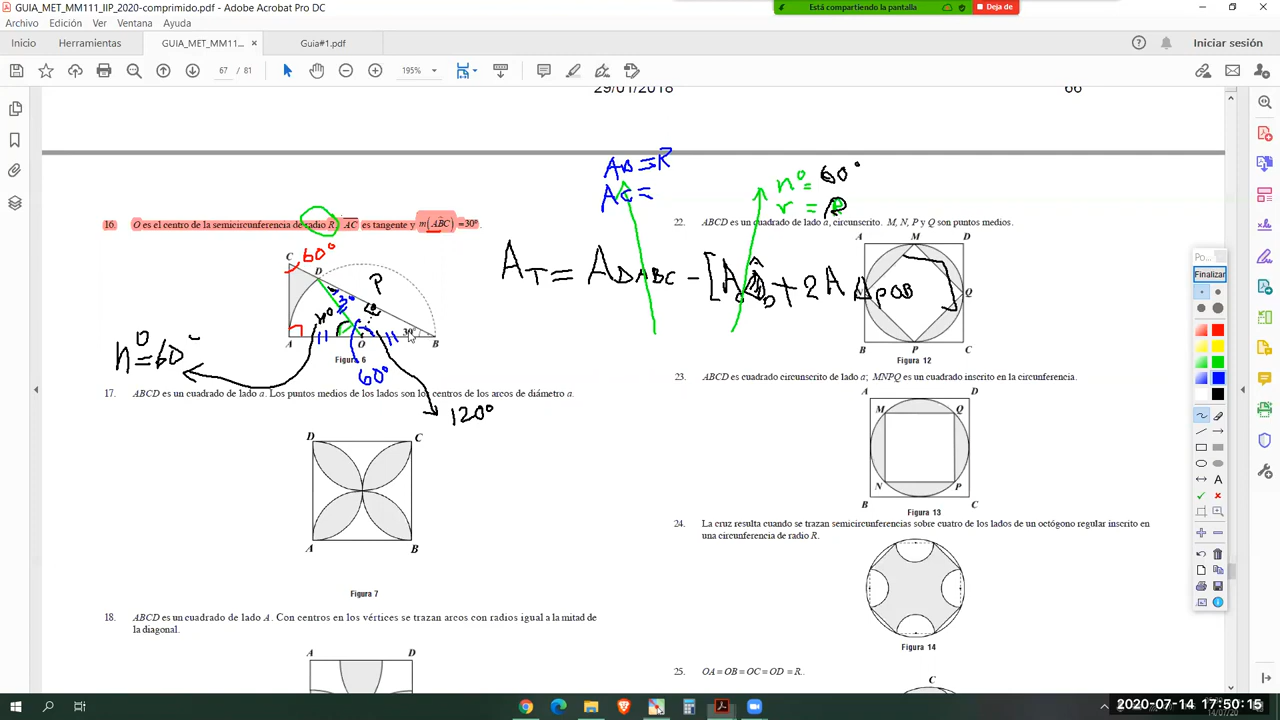 GUIA_MET_MM111_IIP_2020-comprimido.pdf - Adobe Acrobat Pro DC
Está compartiendo la pantalla
Deja de
Archivo Edición Ver Ventana Ayuda
Inicio Herramientas GUIA_MET_MM111_... × Guia#1.pdf Iniciar sesión
67 / 81 195%
29/01/2018 66
AB = R
AC =
n° = 60°
r = R
16. O es el centro de la semicircunferencia de radio R. AC es tangente y m(ABC) = 30°.
60°
C D P
30°
A O B
Figura 6
n° = 60°
60°
120°
17. ABCD es un cuadrado de lado a. Los puntos medios de los lados son los centros de los arcos de diámetro a.
D C
A B
Figura 7
18. ABCD es un cuadrado de lado A. Con centros en los vértices se trazan arcos con radios igual a la mitad de
la diagonal.
A D
22. ABCD es un cuadrado de lado a, circunscrito. M, N, P y Q son puntos medios.
A M D
Q
B P C
Figura 12
23. ABCD es cuadrado circunscrito de lado a; MNPQ es un cuadrado inscrito en la circunferencia.
A D
M Q
N P
B C
Figura 13
24. La cruz resulta cuando se trazan semicircunferencias sobre cuatro de los lados de un octógono regular inscrito en
una circunferencia de radio R.
Figura 14
25. OA = OB = OC = OD = R..
C
Po...
Finalizar
2020-07-14 17:50:15